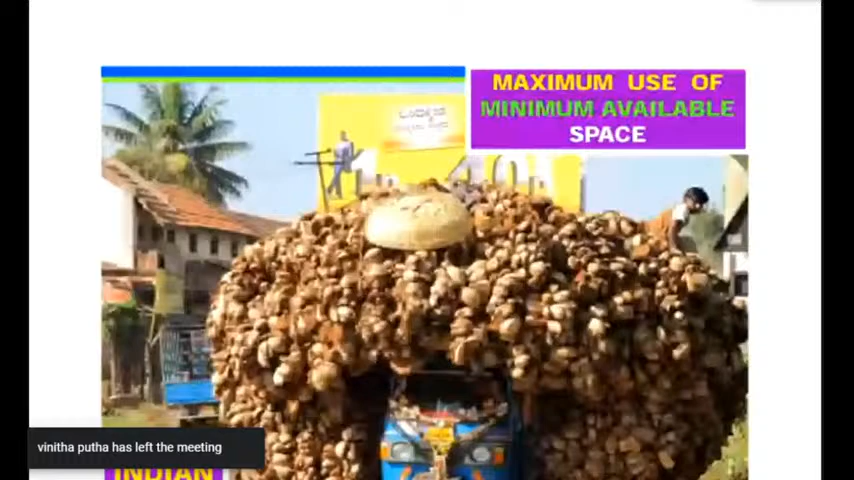 MAXIMUM USE OF
MINIMUM AVAILABLE
SPACE
vinitha putha has left the meeting
INDIAN